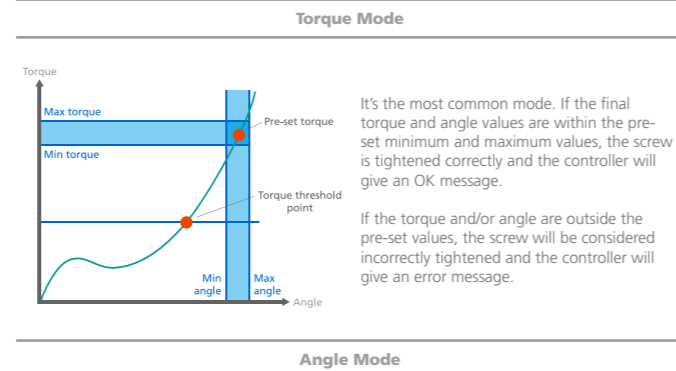 Torque Mode
Torque
Max torque
Pre-set torque
Min torque
Torque threshold
point
Min
angle
Max
angle
Angle
It's the most common mode. If the final
torque and angle values are within the pre-
set minimum and maximum values, the screw
is tightened correctly and the controller will
give an OK message.
If the torque and/or angle are outside the
pre-set values, the screw will be considered
incorrectly tightened and the controller will
give an error message.
Angle Mode